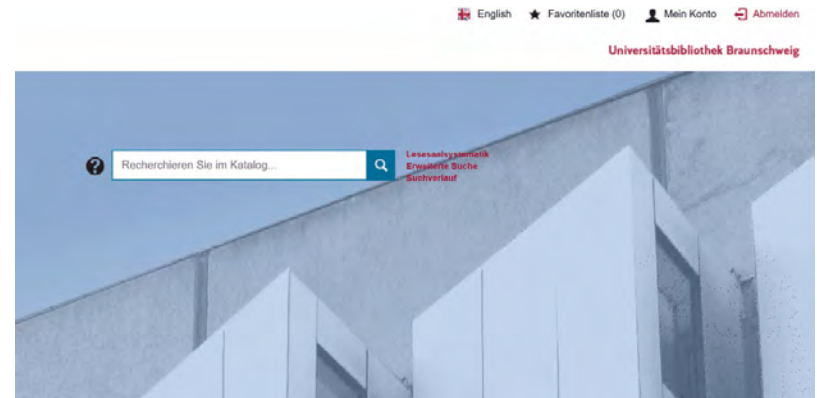 English Favoritenliste (0) Mein Konto Abmelden
Universitätsbibliothek Braunschweig
Recherchieren Sie im Katalog...
Lesesaalsystematik
Erweiterte Suche
Suchverlauf